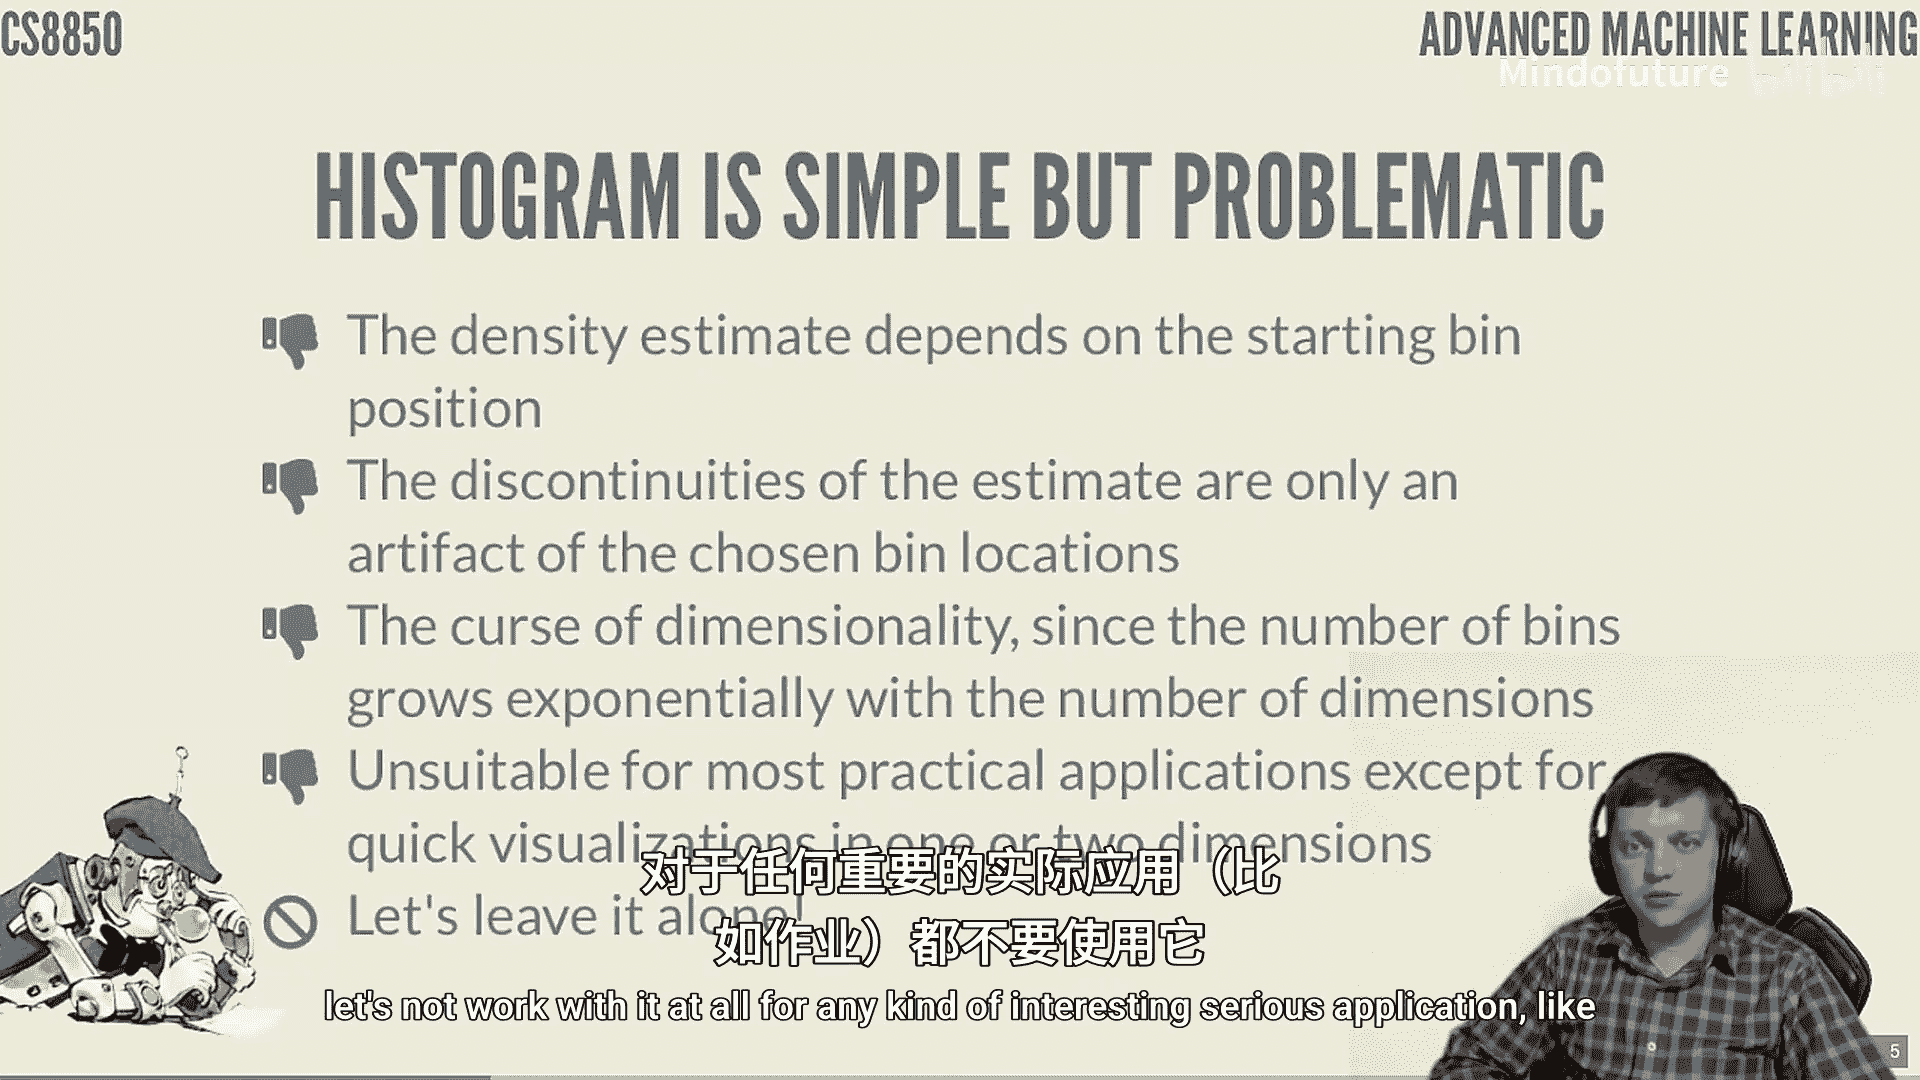 CS8850
ADVANCED MACHINE LEARNING
Mindofuture bilibili
HISTOGRAM IS SIMPLE BUT PROBLEMATIC
The density estimate depends on the starting bin
position
The discontinuities of the estimate are only an
artifact of the chosen bin locations
The curse of dimensionality, since the number of bins
grows exponentially with the number of dimensions
Unsuitable for most practical applications except for
quick visualizations in one or two dimensions
Let's leave it alone!
对于任何重要的实际应用（比
如作业）都不要使用它
let's not work with it at all for any kind of interesting serious application, like
5